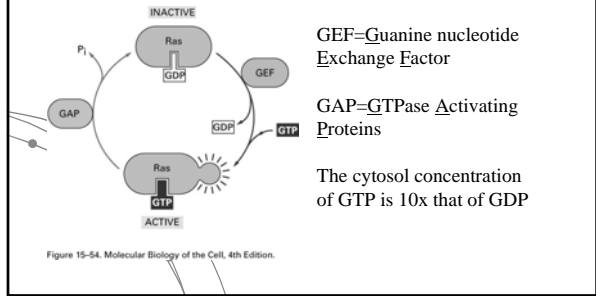 INACTIVE
Ras
GDP
Pi
GEF
GAP
GDP
GTP
Ras
GTP
ACTIVE
Figure 15–54. Molecular Biology of the Cell, 4th Edition.
GEF=Guanine nucleotide
Exchange Factor
GAP=GTPase Activating
Proteins
The cytosol concentration
of GTP is 10x that of GDP